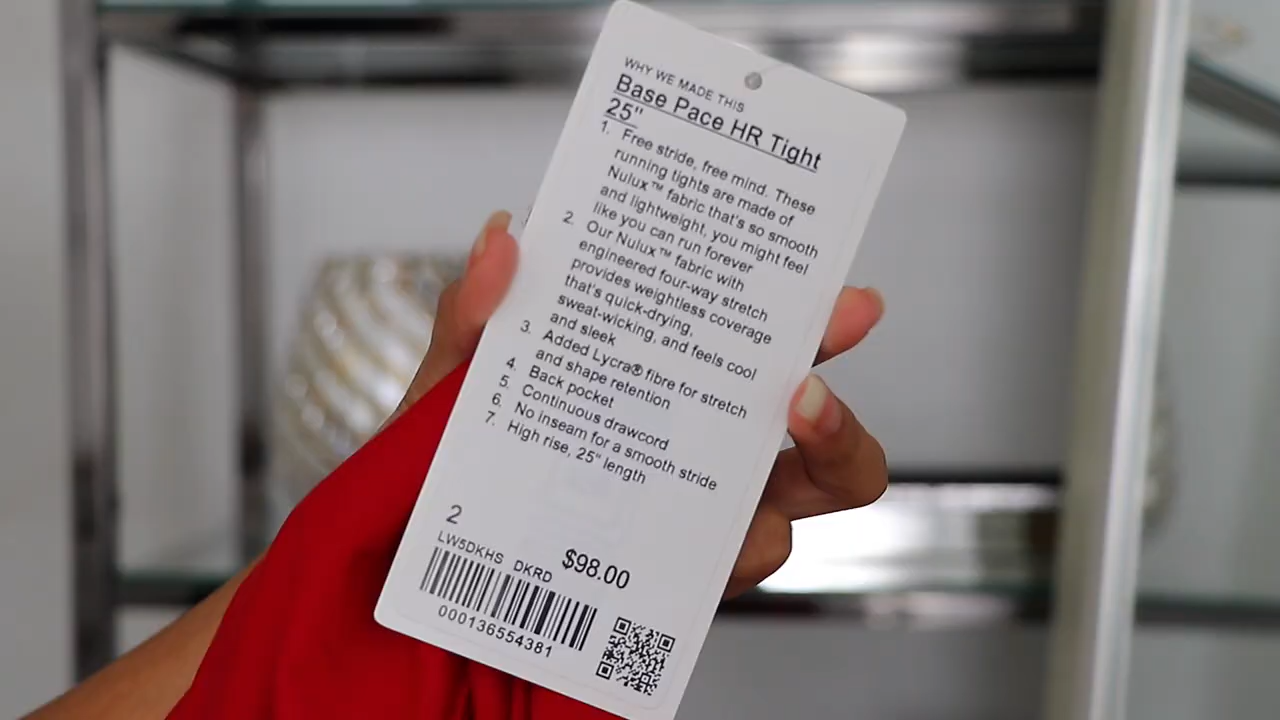 WHY WE MADE THIS
Base Pace HR Tight
25"
1. Free stride, free mind. These
running tights are made of
Nulux™ fabric that's so smooth
and lightweight, you might feel
like you can run forever
2. Our Nulux™ fabric with
engineered four-way stretch
provides weightless coverage
that's quick-drying,
sweat-wicking, and feels cool
and sleek
3. Added Lycra® fibre for stretch
and shape retention
4. Back pocket
5. Continuous drawcord
6. No inseam for a smooth stride
7. High rise, 25" length
2
LW5DKHS DKRD $98.00
000136554381